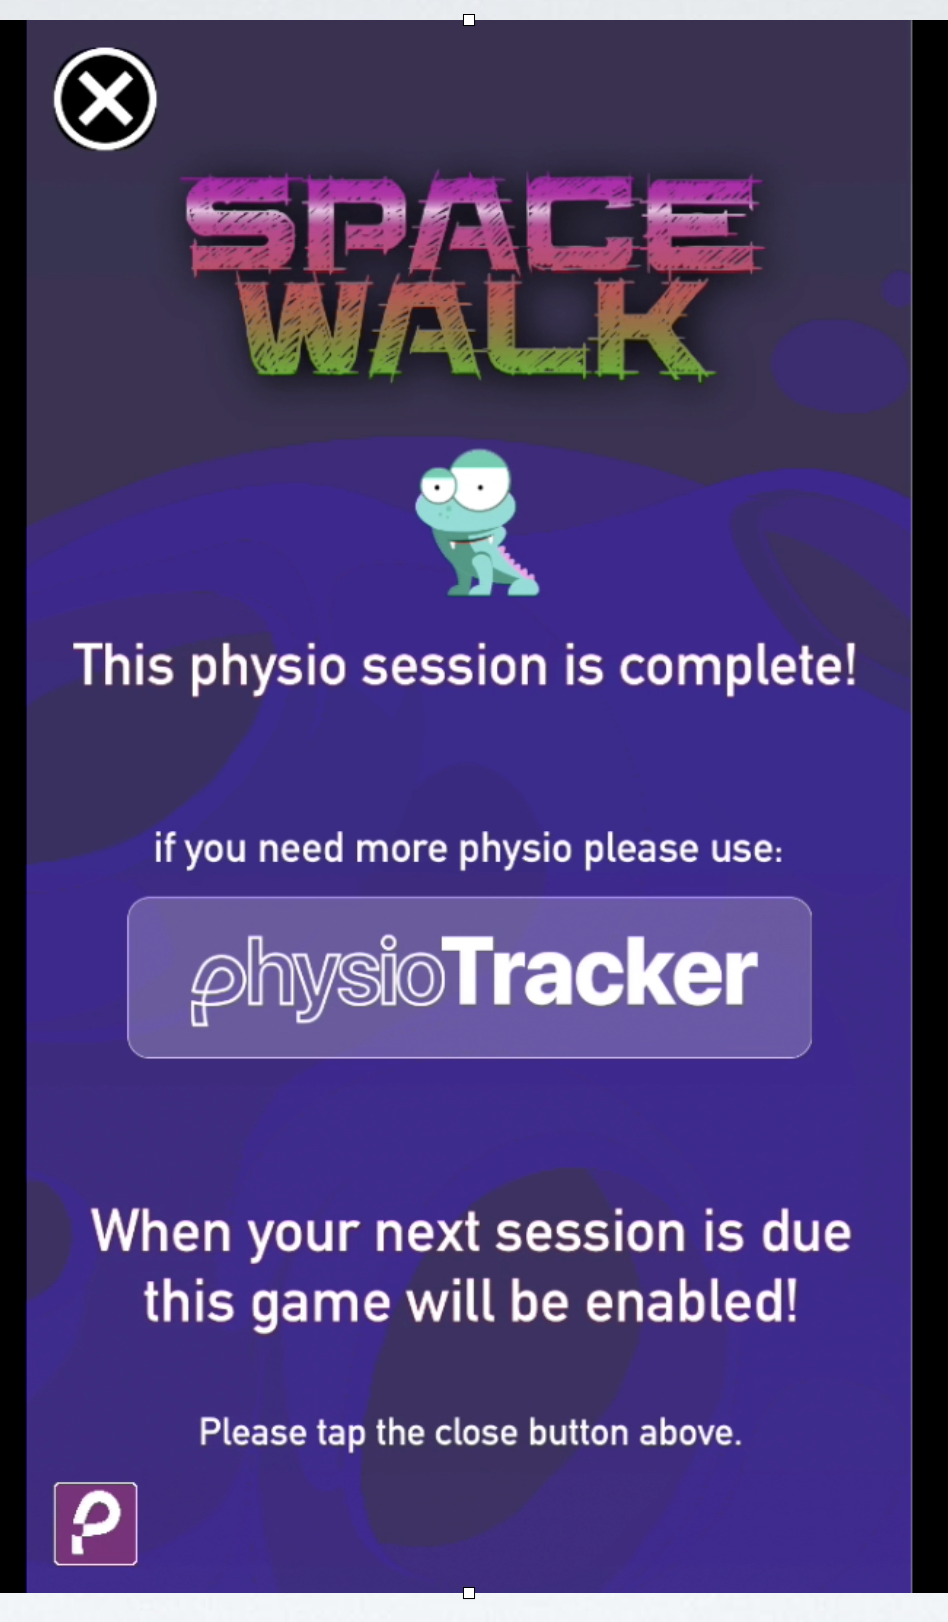 SPACE
WALK
This physio session is complete!
if you need more physio please use:
physioTracker
When your next session is due
this game will be enabled!
Please tap the close button above.